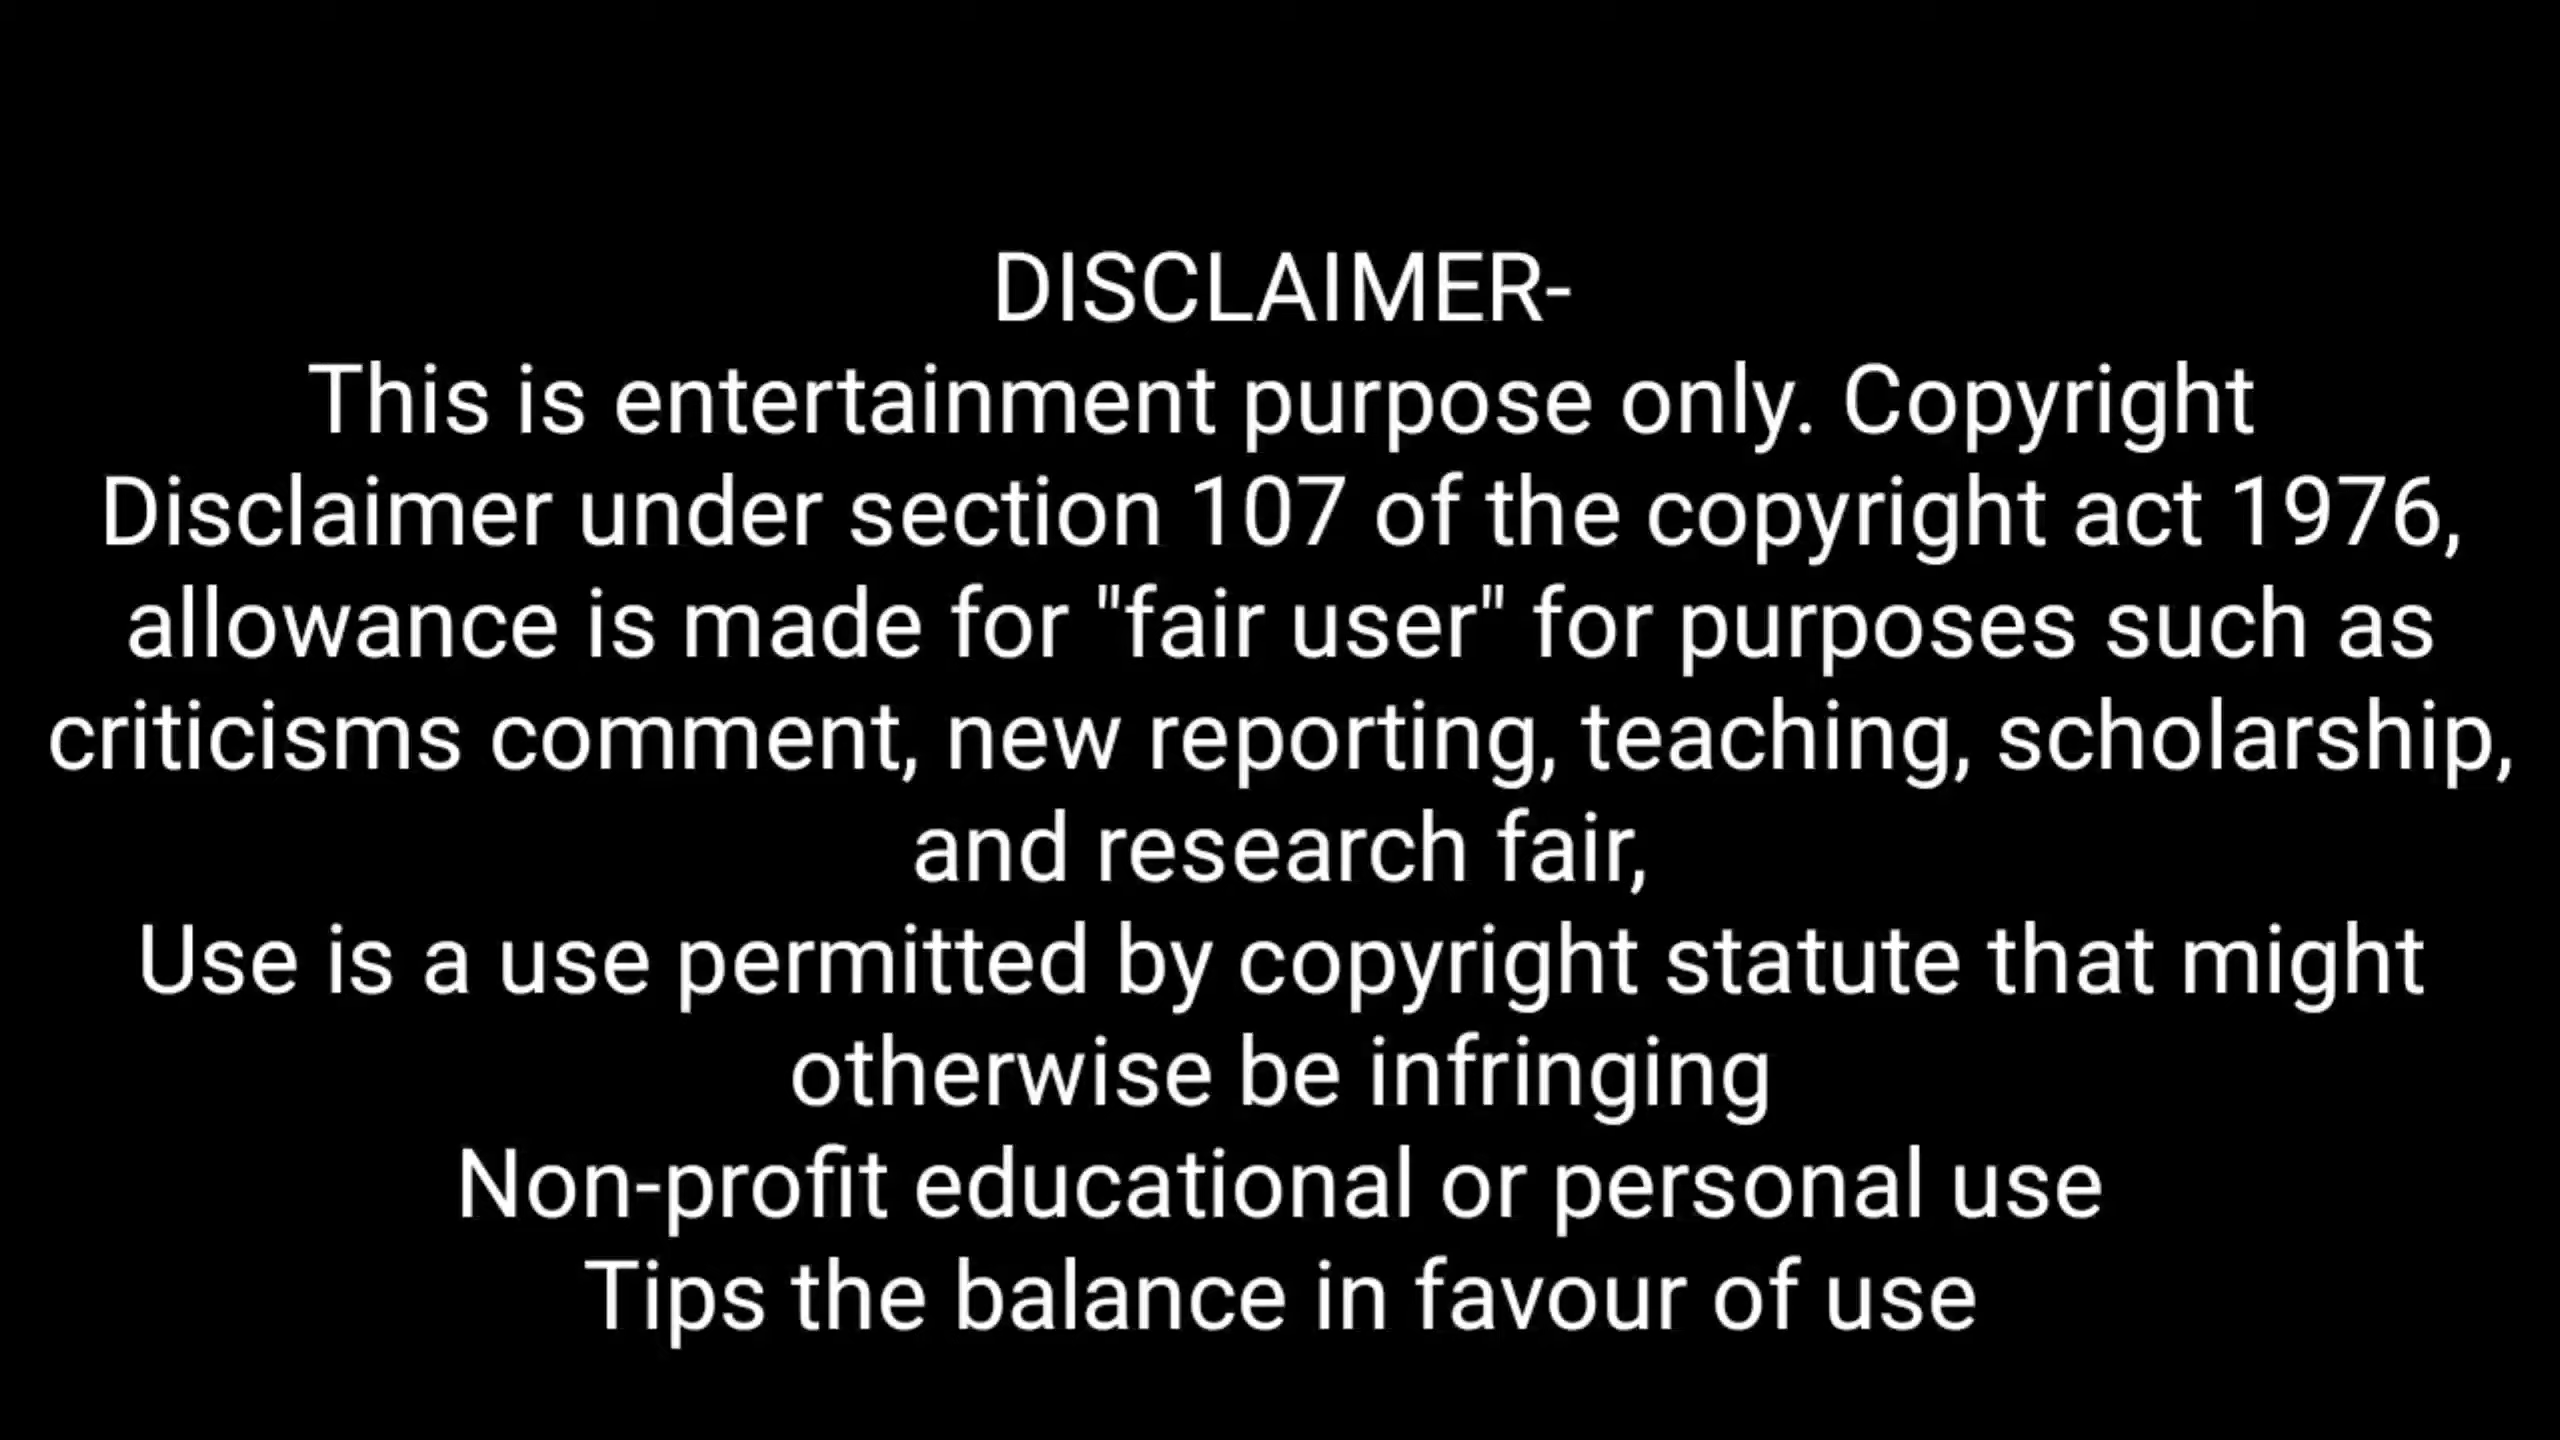 DISCLAIMER-
This is entertainment purpose only. Copyright
Disclaimer under section 107 of the copyright act 1976,
allowance is made for "fair user" for purposes such as
criticisms comment, new reporting, teaching, scholarship,
and research fair,
Use is a use permitted by copyright statute that might
otherwise be infringing
Non-profit educational or personal use
Tips the balance in favour of use